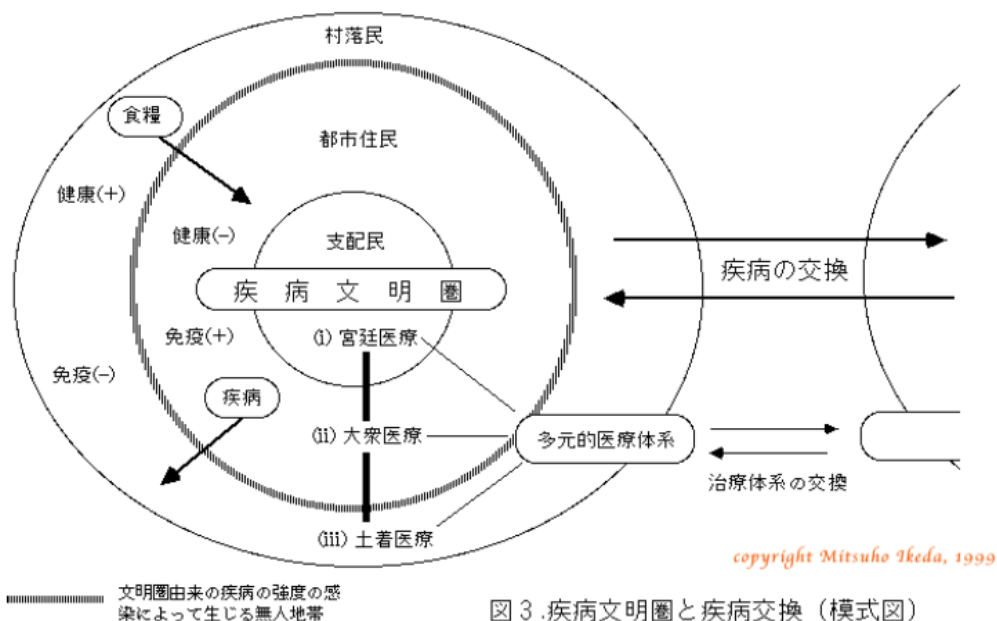 村落民
食糧
都市住民
健康(+)
健康(-)
支配民
疾病文明圏
疾病の交換
免疫(+)
(i) 宮廷医療
免疫(-)
疾病
(ii) 大衆医療
多元的医療体系
治療体系の交換
(iii) 土着医療
copyright Mitsuho Ikeda, 1999
文明圏由来の疾病の強度の感
染によって生じる無人地帯
図3.疾病文明圏と疾病交換（模式図）